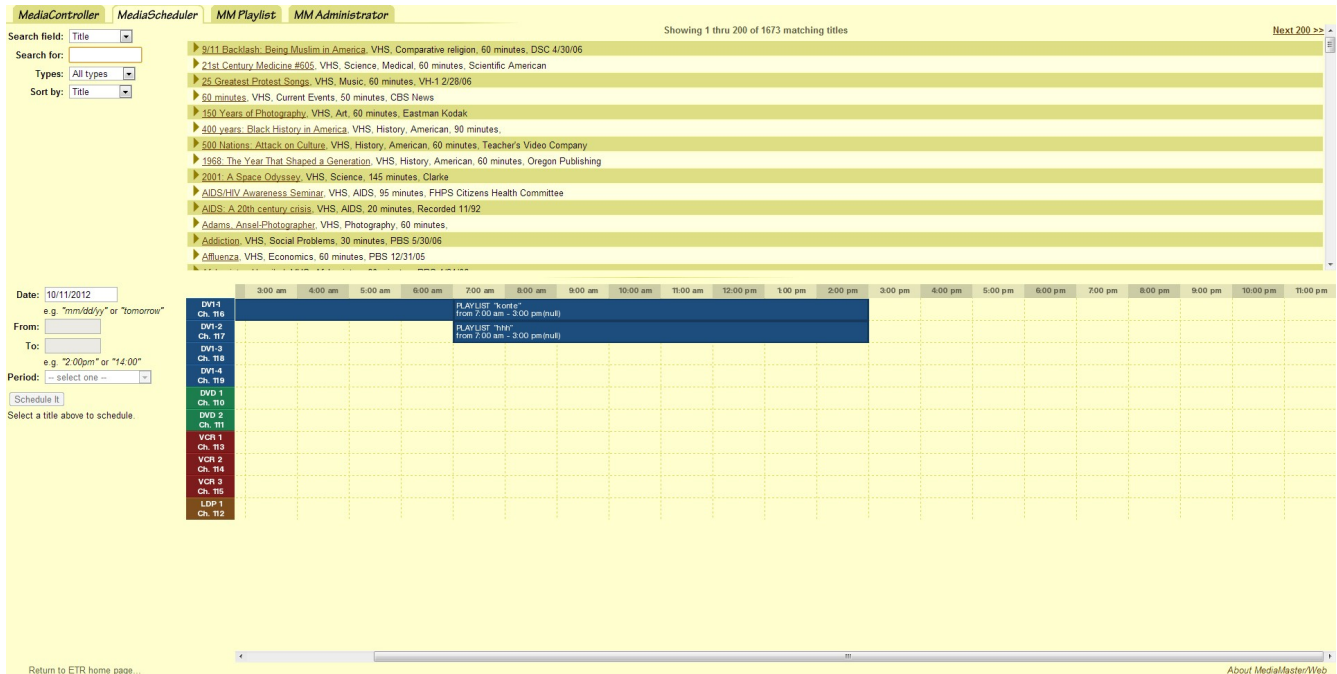 MediaController MediaScheduler MM Playlist MM Administrator
Search field: Title
Showing 1 thru 200 of 1673 matching titles
Next 200 >>
Search for:
Types: All types
Sort by: Title
9/11 Backlash: Being Muslim in America, VHS, Comparative religion, 60 minutes, DSC 4/30/06
21st Century Medicine #605, VHS, Science, Medical, 60 minutes, Scientific American
25 Greatest Protest Songs, VHS, Music, 60 minutes, VH-1 2/28/06
60 minutes, VHS, Current Events, 50 minutes, CBS News
150 Years of Photography, VHS, Art, 60 minutes, Eastman Kodak
400 years: Black History in America, VHS, History, American, 90 minutes,
500 Nations: Attack on Culture, VHS, History, American, 60 minutes, Teacher's Video Company
1968: The Year That Shaped a Generation, VHS, History, American, 60 minutes, Oregon Publishing
2001: A Space Odyssey, VHS, Science, 145 minutes, Clarke
AIDS/HIV Awareness Seminar, VHS, AIDS, 95 minutes, FHPS Citizens Health Committee
AIDS: A 20th century crisis, VHS, AIDS, 20 minutes, Recorded 11/92
Adams, Ansel-Photographer, VHS, Photography, 60 minutes,
Addiction, VHS, Social Problems, 30 minutes, PBS 5/30/06
Affluenza, VHS, Economics, 60 minutes, PBS 12/31/05
Date: 10/11/2012
e.g. "mm/dd/yy" or "tomorrow"
From:
To:
e.g. "2:00pm" or "14:00"
Period: -- select one --
Schedule It
Select a title above to schedule.
3:00 am 4:00 am 5:00 am 6:00 am 7:00 am 8:00 am 9:00 am 10:00 am 11:00 am 12:00 pm 1:00 pm 2:00 pm 3:00 pm 4:00 pm 5:00 pm 6:00 pm 7:00 pm 8:00 pm 9:00 pm 10:00 pm 11:00 pm
DV1-1
Ch. 116
PLAYLIST "konte"
from 7:00 am - 3:00 pm(null)
DV1-2
Ch. 117
PLAYLIST "hhh"
from 7:00 am - 3:00 pm(null)
DV1-3
Ch. 118
DV1-4
Ch. 119
DVD 1
Ch. 110
DVD 2
Ch. 111
VCR 1
Ch. 113
VCR 2
Ch. 114
VCR 3
Ch. 115
LDP 1
Ch. 112
Return to ETR home page...
About MediaMaster/Web